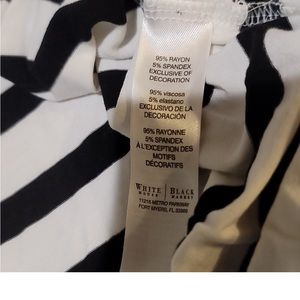 95% RAYON
5% SPANDEX
EXCLUSIVE OF
DECORATION
95% viscosa
5% elastano
EXCLUSIVO DE LA
DECORACIÓN
95% RAYONNE
5% SPANDEX
À L'EXCEPTION DES
MOTIFS
DÉCORATIFS
WHITE BLACK
HOUSE MARKET
11215 METRO PARKWAY
FORT MYERS, FL 33966